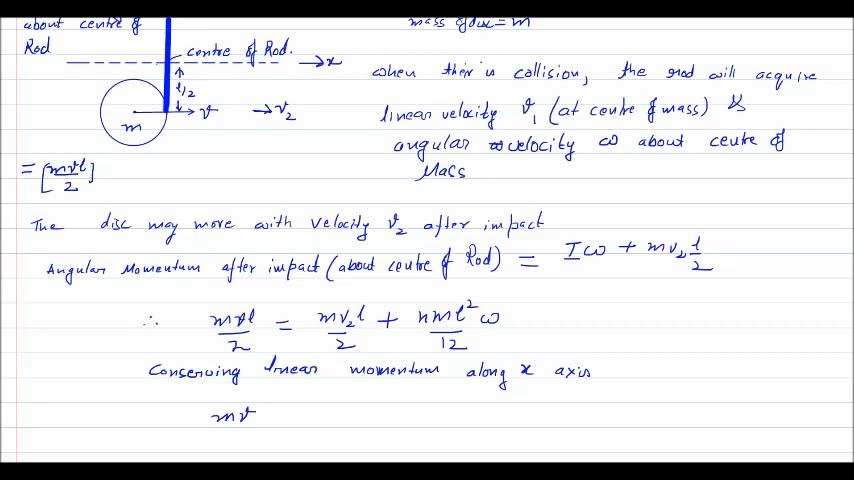 about centre of
Rod
mass of disc = m
centre of Rod.
x
l/2
v
v₂
m
when there is collision, the rod will acquire
linear velocity v₁ (at centre of mass) &
angular velocity ω about centre of
Mass
= [mvl/2]
The disc may move with velocity v₂ after impact
Angular Momentum after impact (about centre of Rod) = Iω + mv₂ l/2
∴ mvl/2 = mv₂l/2 + nml²/12 ω
Conserving linear momentum along x axis
mv